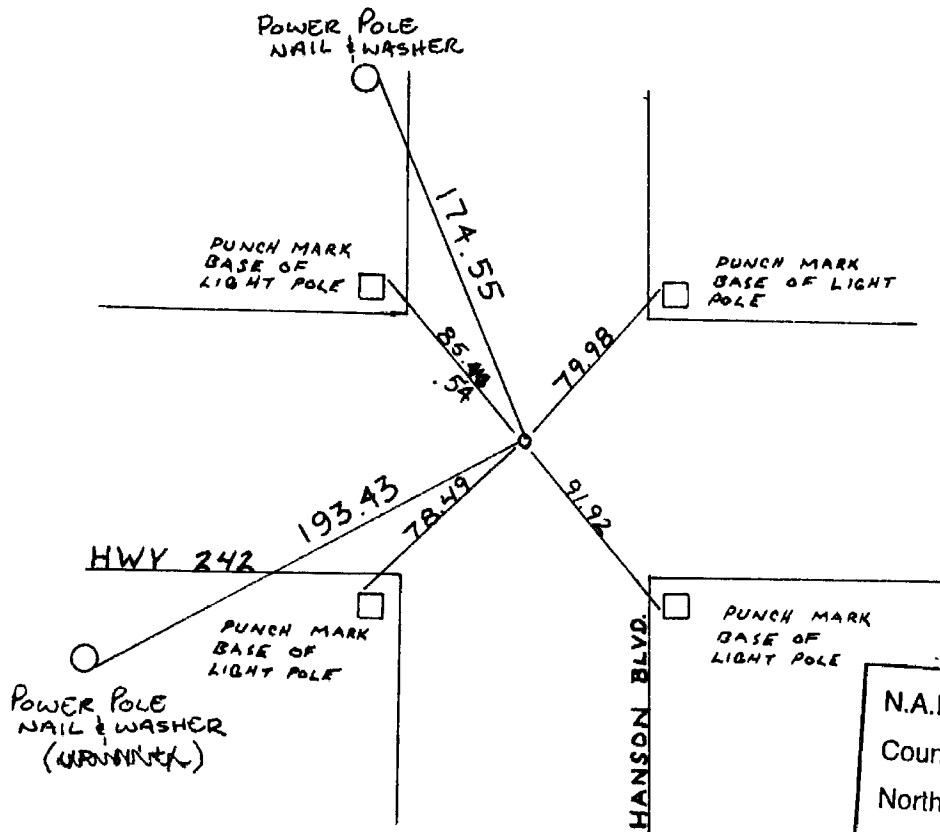 POWER POLE
NAIL & WASHER
174.55
PUNCH MARK
BASE OF
LIGHT POLE
PUNCH MARK
BASE OF LIGHT
POLE
85.
.54
79.98
193.43
78.49
91.92
HWY 242
PUNCH MARK
BASE OF
LIGHT POLE
HANSON BLVD.
PUNCH MARK
BASE OF
LIGHT POLE
POWER POLE
NAIL & WASHER
N.A.
Coun
North